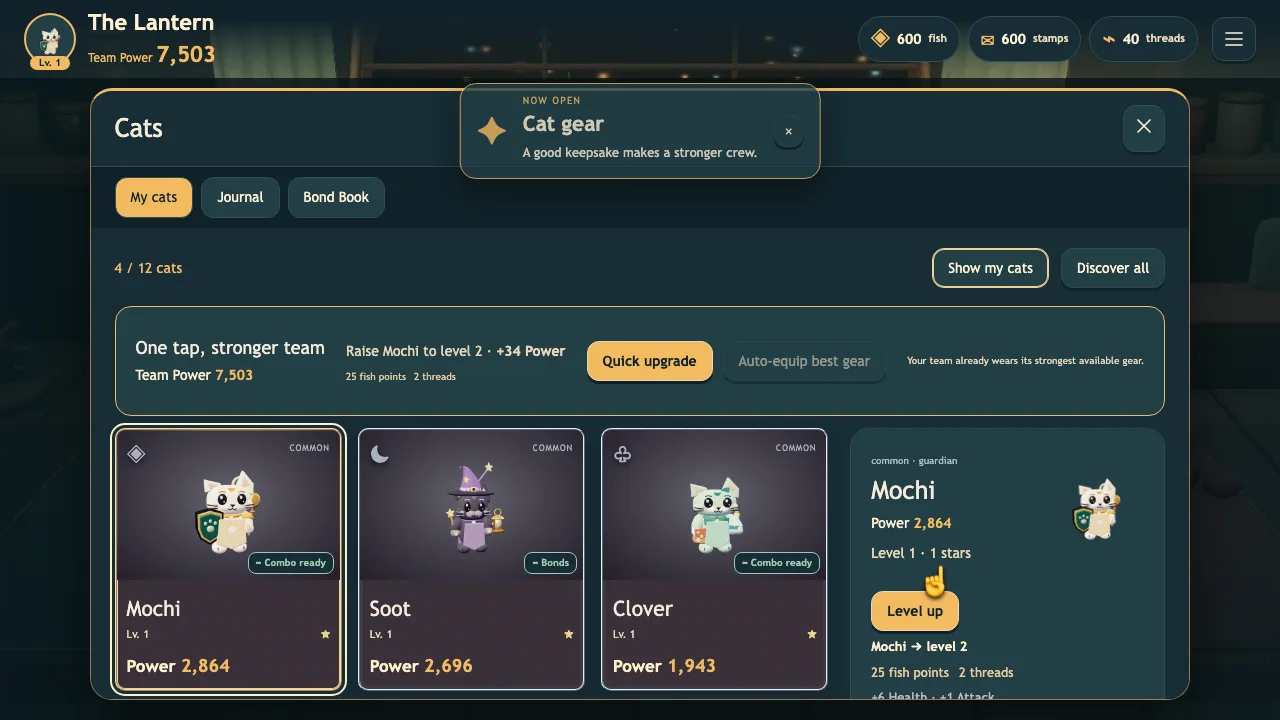 The Lantern
Team Power 7,503
Lv. 1
600 fish
600 stamps
40 threads
NOW OPEN
Cat gear
A good keepsake makes a stronger crew.
×
Cats
My cats
Journal
Bond Book
4 / 12 cats
Show my cats
Discover all
One tap, stronger team
Team Power 7,503
Raise Mochi to level 2 · +34 Power
25 fish points 2 threads
Quick upgrade
Auto-equip best gear
Your team already wears its strongest available gear.
COMMON
Combo ready
Mochi
Lv. 1
Power 2,864
COMMON
Bonds
Soot
Lv. 1
Power 2,696
COMMON
Combo ready
Clover
Lv. 1
Power 1,943
common · guardian
Mochi
Power 2,864
Level 1 · 1 stars
Level up
Mochi → level 2
25 fish points 2 threads
+6 Health · +1 Attack